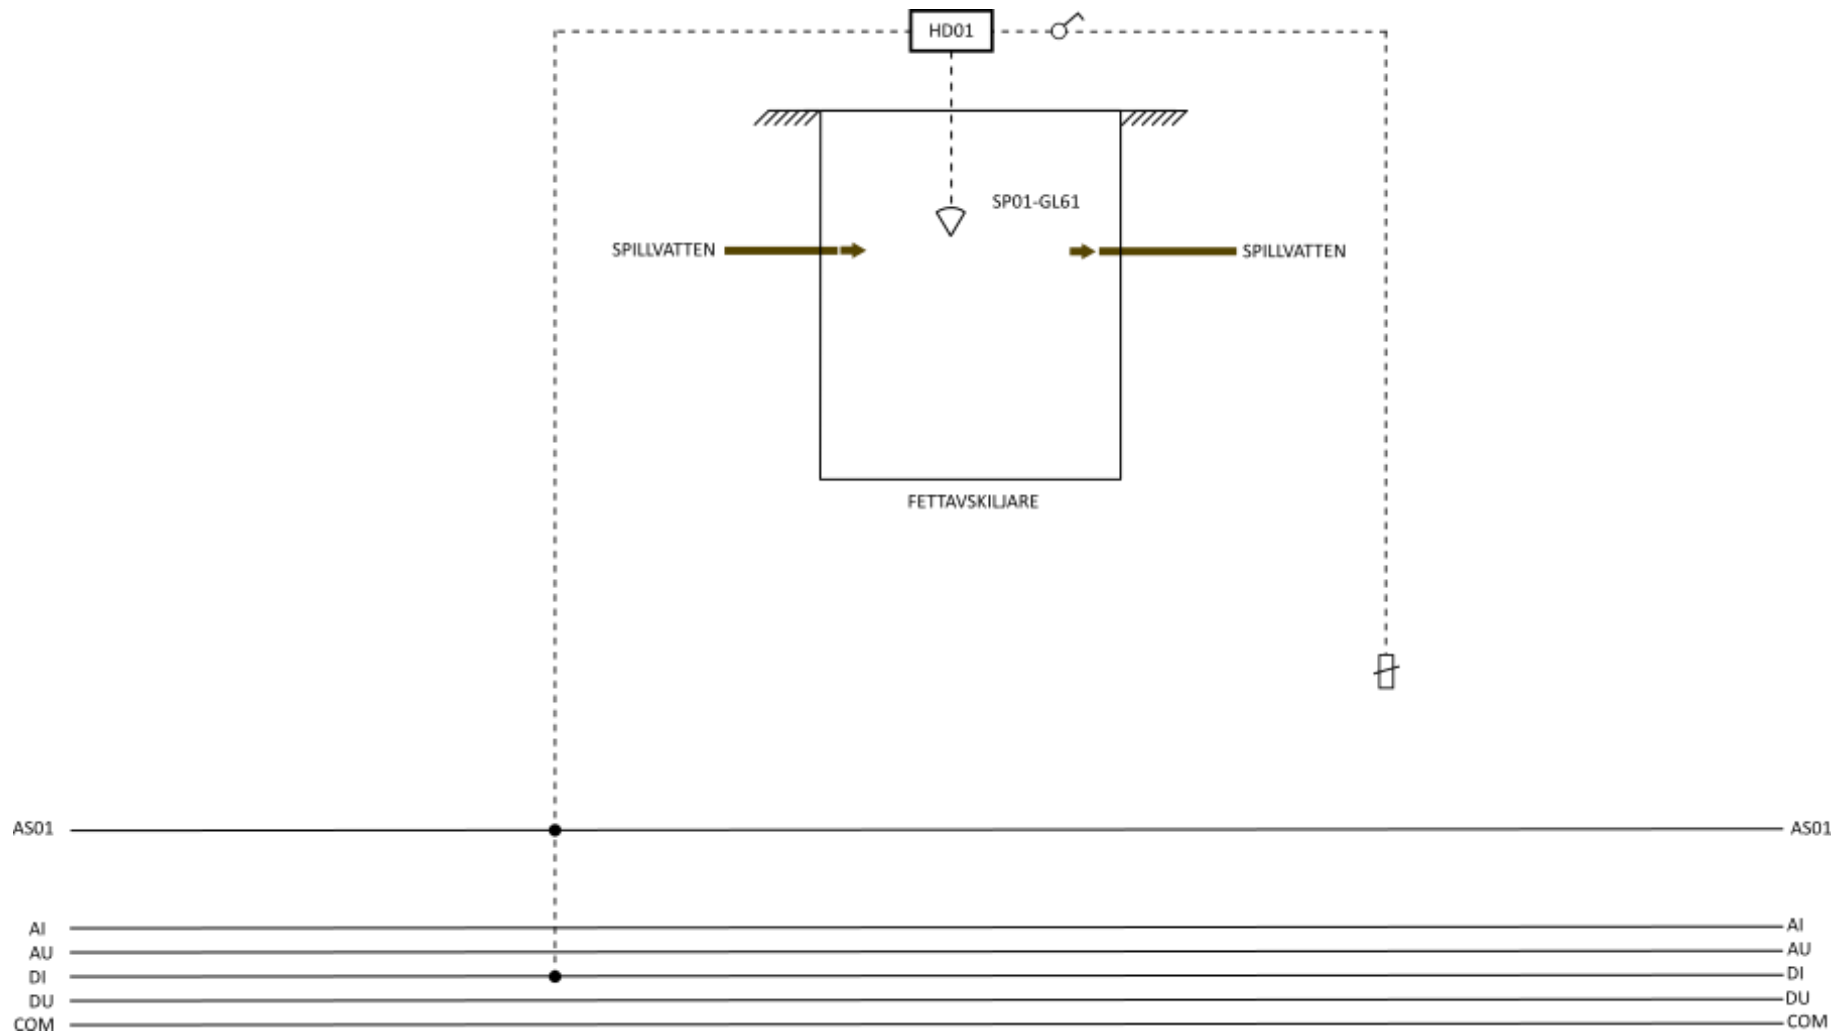 HD01
SP01-GL61
SPILLVATTEN
SPILLVATTEN
FETTAVSKILJARE
AS01
AS01
AI
AI
AU
AU
DI
DI
DU
DU
COM
COM